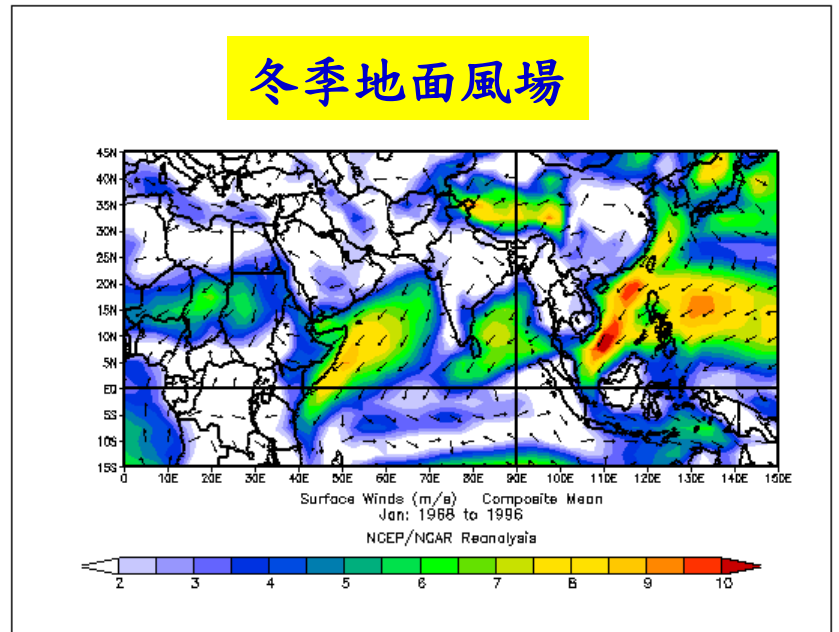 冬季地面風場
45N
40N
35N
30N
25N
20N
15N
10N
5N
EQ
5S
10S
15S
0 10E 20E 30E 40E 50E 60E 70E 80E 90E 100E 110E 120E 130E 140E 150E
Surface Winds (m/s) Composite Mean
Jan: 1968 to 1996
NCEP/NCAR Reanalysis
2 3 4 5 6 7 8 9 10